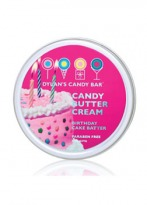 DYLAN'S CANDY BAR
CANDY
BUTTER
CREAM
BIRTHDAY
CAKE BATTER
PARABEN FREE